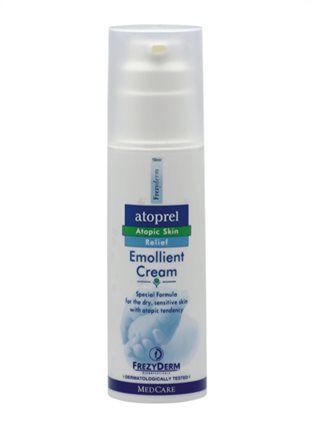 Frezyderm
atoprel
Atopic Skin
Relief
Emollient
Cream
Special Formula
for the dry, sensitive skin
with atopic tendency
FREZYDERM
DERMATOLOGICALLY TESTED
MEDCARE